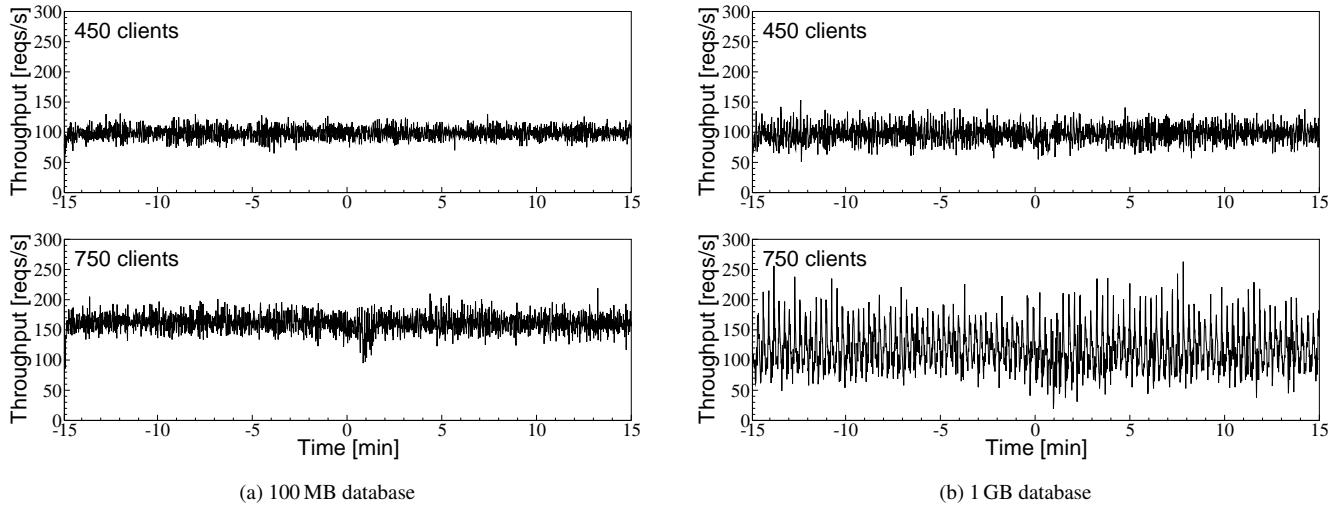 Throughput [reqs/s]
450 clients
300
250
200
150
100
50
0
-15 -10 -5 0 5 10 15
Throughput [reqs/s]
750 clients
300
250
200
150
100
50
0
-15 -10 -5 0 5 10 15
Time [min]
(a) 100 MB database
Throughput [reqs/s]
450 clients
300
250
200
150
100
50
0
-15 -10 -5 0 5 10 15
Throughput [reqs/s]
750 clients
300
250
200
150
100
50
0
-15 -10 -5 0 5 10 15
Time [min]
(b) 1 GB database